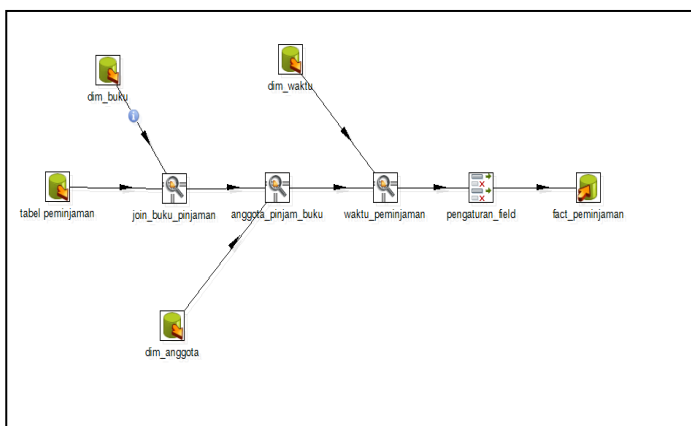 dim_buku
dim_waktu
tabel peminjaman
join_buku_pinjaman
anggota_pinjam_buku
waktu_peminjaman
pengaturan_field
fact_peminjaman
dim_anggota